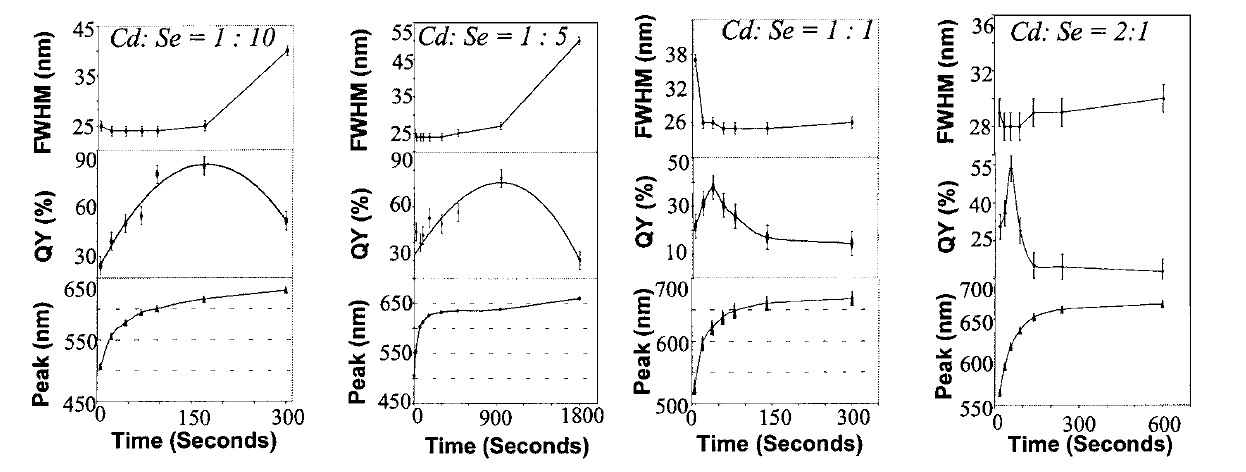 Cd: Se = 1 : 10
FWHM (nm)
45
35
25
QY (%)
90
60
30
Peak (nm)
650
550
450
0 150 300
Time (Seconds)
Cd: Se = 1 : 5
FWHM (nm)
55
45
35
25
QY (%)
90
60
30
Peak (nm)
650
550
450
0 900 1800
Time (Seconds)
Cd: Se = 1 : 1
FWHM (nm)
38
32
26
QY (%)
50
30
10
Peak (nm)
700
600
500
0 150 300
Time (Seconds)
Cd: Se = 2:1
FWHM (nm)
36
32
28
QY (%)
55
40
25
Peak (nm)
700
650
600
550
0 300 600
Time (Seconds)